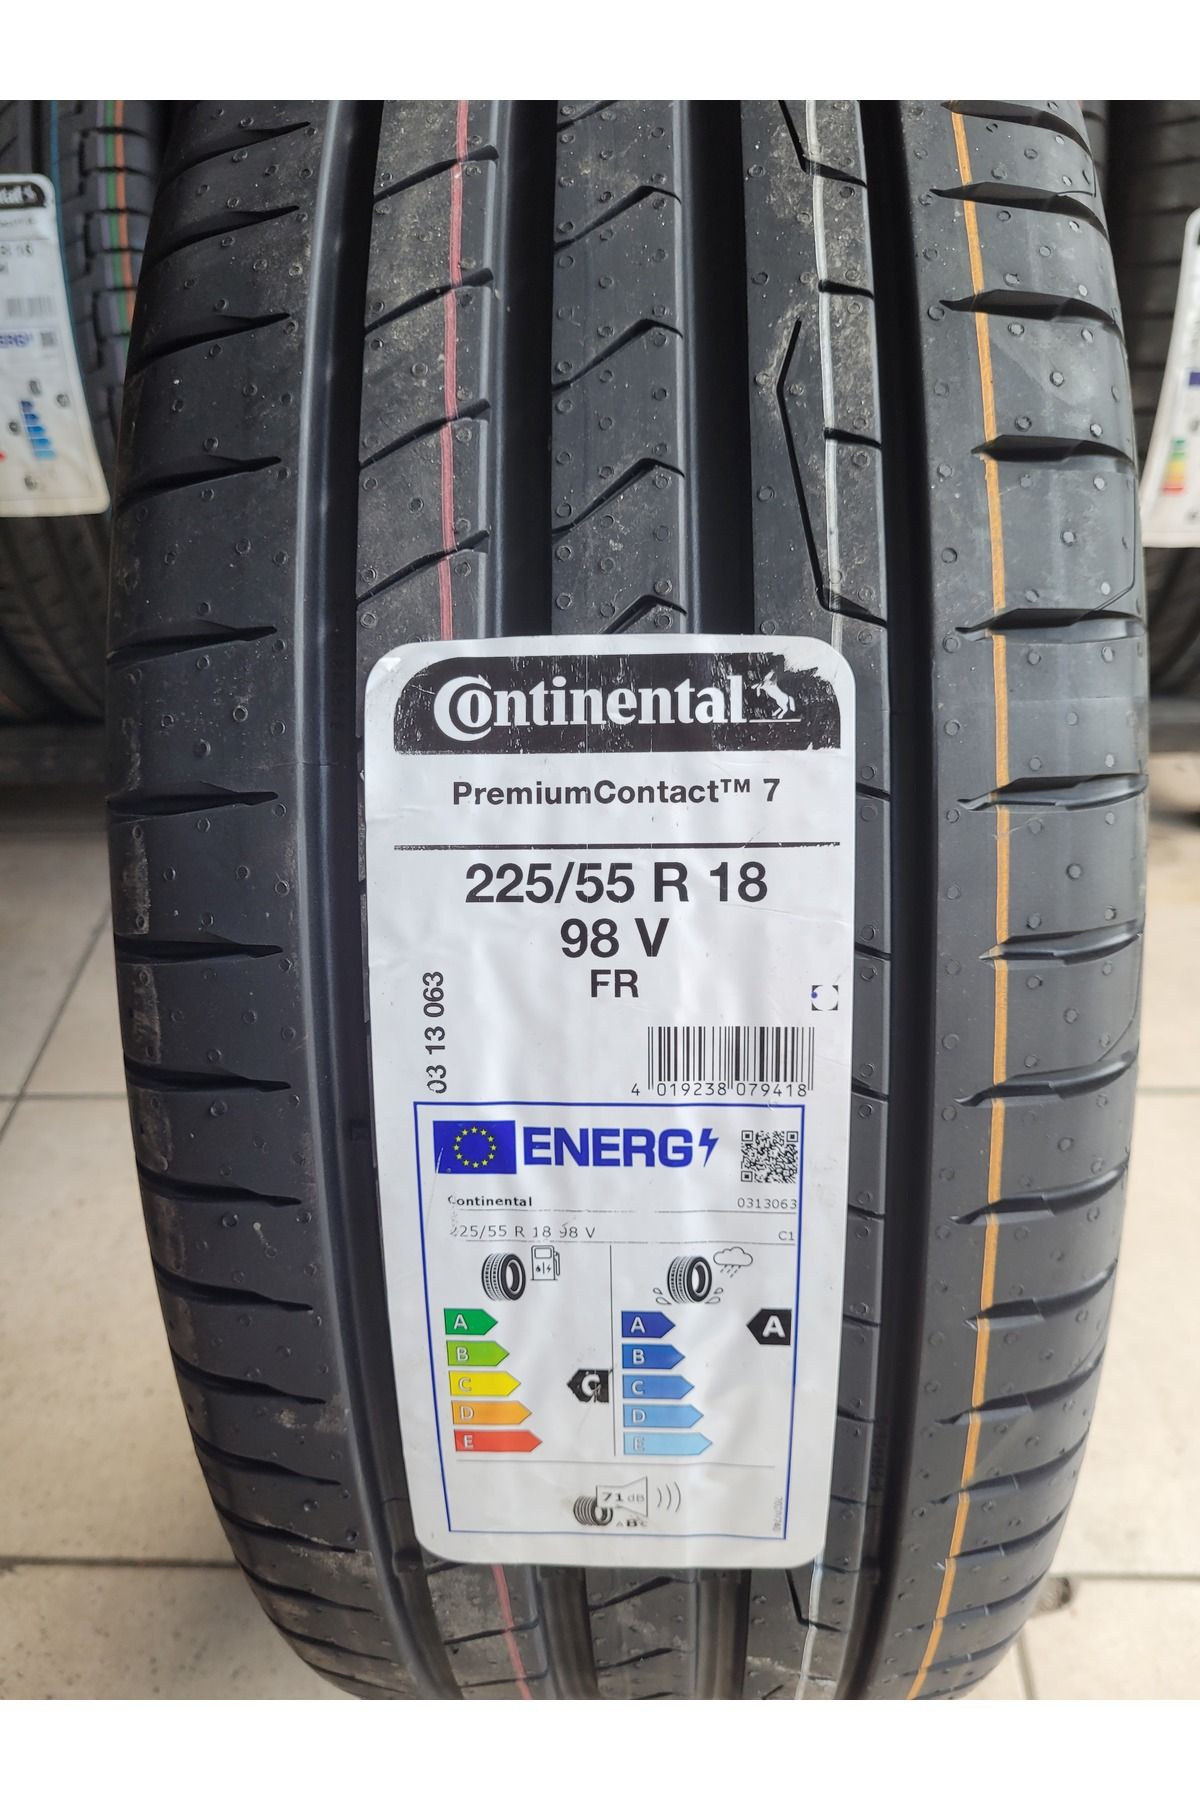 Continental
PremiumContact™ 7
225/55 R 18
98 V
FR
03 13 063
4 019238 079418
ENERG
Continental
0313063
225/55 R 18 98 V
C1
A
B
C
D
E
C
A
B
C
D
E
A
71 dB
ABC